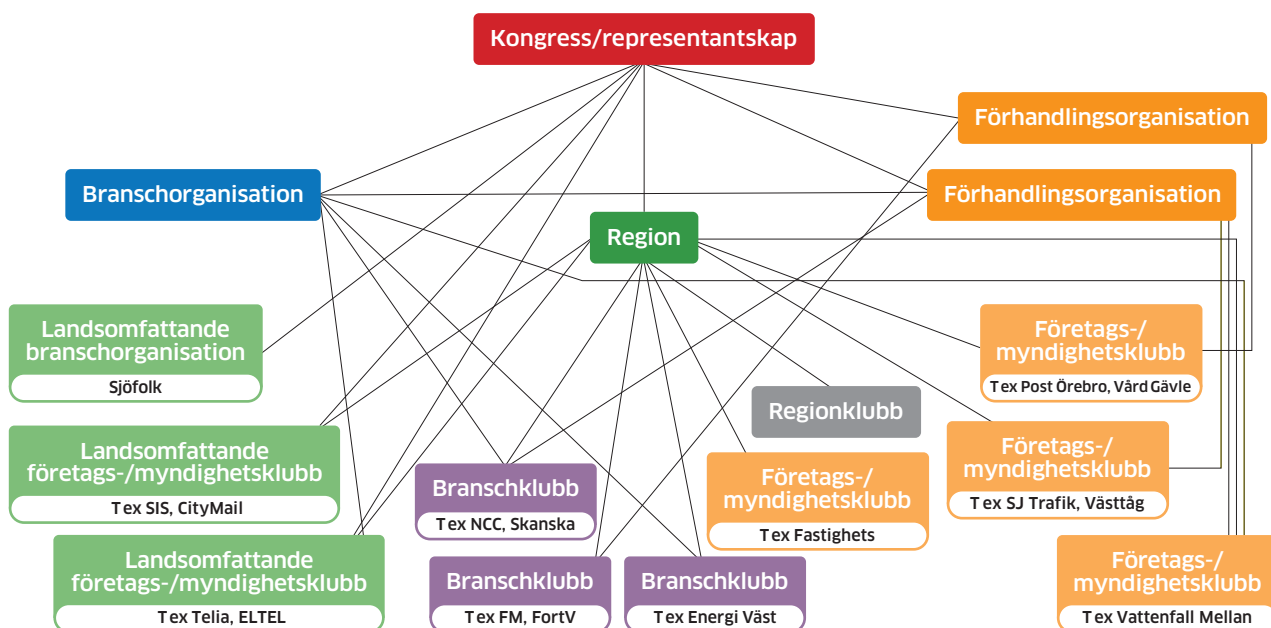 Kongress/representantskap
Förhandlingsorganisation
Branschorganisation
Förhandlingsorganisation
Region
Landsomfattande
branschorganisation
Sjöfolk
Företags-/
myndighetsklubb
Tex Post Örebro, Vård Gävle
Regionklubb
Landsomfattande
företags-/myndighetsklubb
Tex SIS, CityMail
Branschklubb
Tex NCC, Skanska
Företags-/
myndighetsklubb
Tex Fastighets
Företags-/
myndighetsklubb
Tex SJ Trafik, Västtåg
Landsomfattande
företags-/myndighetsklubb
Tex Telia, ELTEL
Branschklubb
Tex FM, FortV
Branschklubb
Tex Energi Väst
Företags-/
myndighetsklubb
Tex Vattenfall Mellan